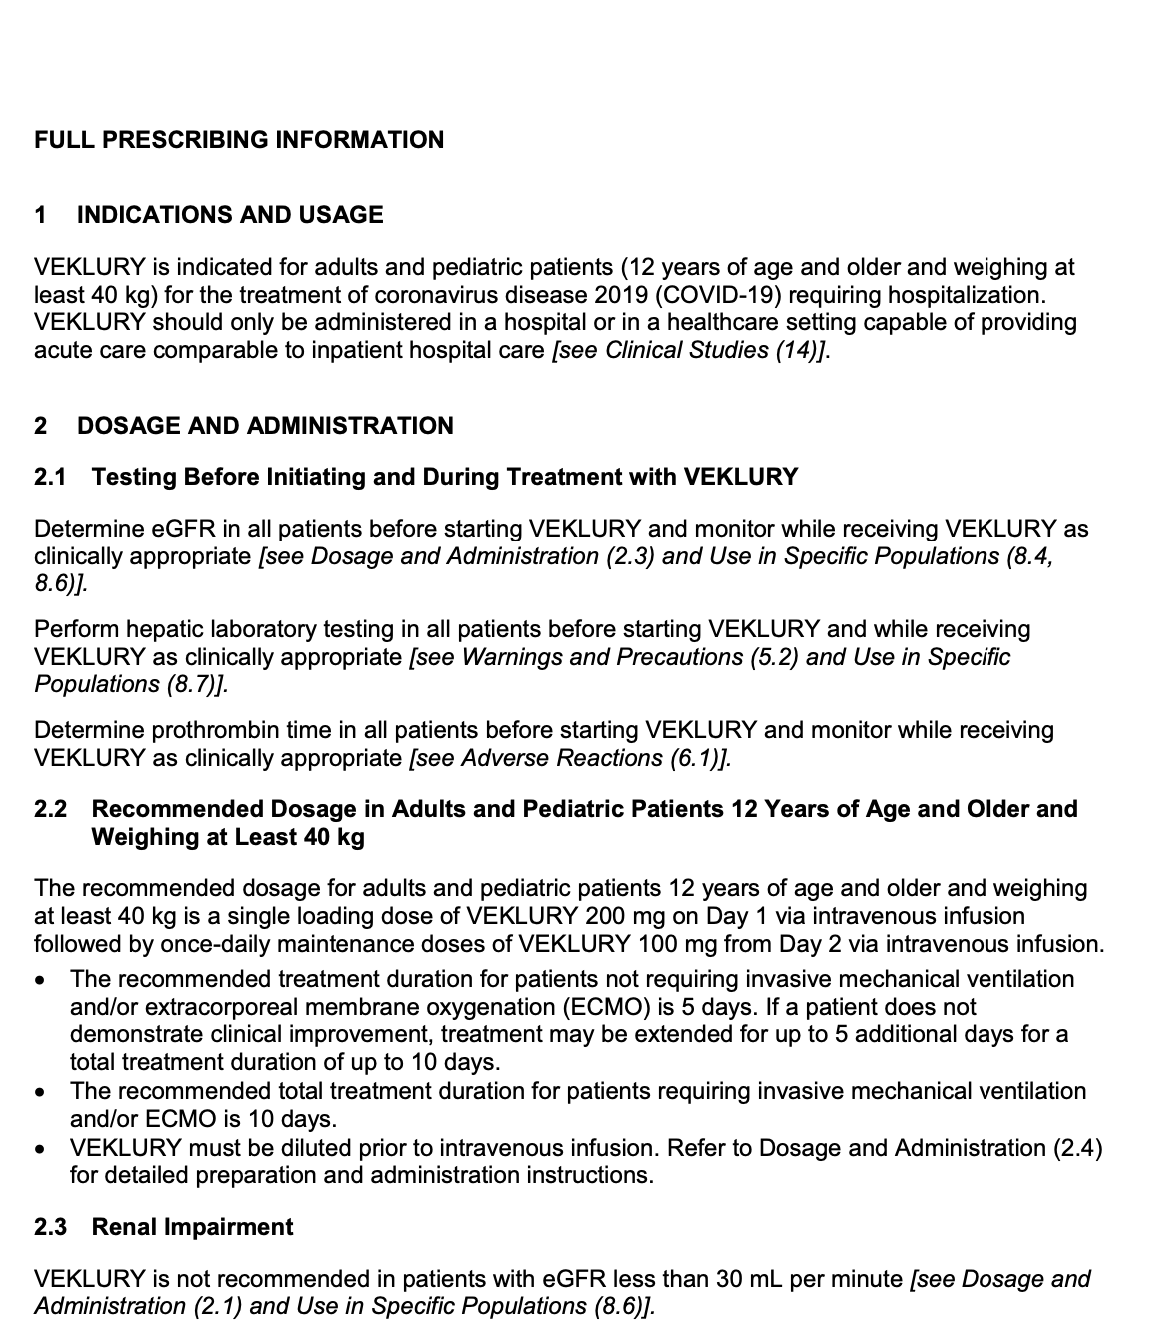 FULL PRESCRIBING INFORMATION
1 INDICATIONS AND USAGE
VEKLURY is indicated for adults and pediatric patients (12 years of age and older and weighing at
least 40 kg) for the treatment of coronavirus disease 2019 (COVID-19) requiring hospitalization.
VEKLURY should only be administered in a hospital or in a healthcare setting capable of providing
acute care comparable to inpatient hospital care [see Clinical Studies (14)].
2 DOSAGE AND ADMINISTRATION
2.1 Testing Before Initiating and During Treatment with VEKLURY
Determine eGFR in all patients before starting VEKLURY and monitor while receiving VEKLURY as
clinically appropriate [see Dosage and Administration (2.3) and Use in Specific Populations (8.4,
8.6)].
Perform hepatic laboratory testing in all patients before starting VEKLURY and while receiving
VEKLURY as clinically appropriate [see Warnings and Precautions (5.2) and Use in Specific
Populations (8.7)].
Determine prothrombin time in all patients before starting VEKLURY and monitor while receiving
VEKLURY as clinically appropriate [see Adverse Reactions (6.1)].
2.2 Recommended Dosage in Adults and Pediatric Patients 12 Years of Age and Older and
Weighing at Least 40 kg
The recommended dosage for adults and pediatric patients 12 years of age and older and weighing
at least 40 kg is a single loading dose of VEKLURY 200 mg on Day 1 via intravenous infusion
followed by once-daily maintenance doses of VEKLURY 100 mg from Day 2 via intravenous infusion.
• The recommended treatment duration for patients not requiring invasive mechanical ventilation
and/or extracorporeal membrane oxygenation (ECMO) is 5 days. If a patient does not
demonstrate clinical improvement, treatment may be extended for up to 5 additional days for a
total treatment duration of up to 10 days.
• The recommended total treatment duration for patients requiring invasive mechanical ventilation
and/or ECMO is 10 days.
• VEKLURY must be diluted prior to intravenous infusion. Refer to Dosage and Administration (2.4)
for detailed preparation and administration instructions.
2.3 Renal Impairment
VEKLURY is not recommended in patients with eGFR less than 30 mL per minute [see Dosage and
Administration (2.1) and Use in Specific Populations (8.6)].